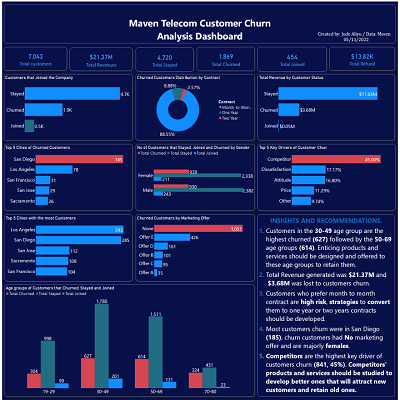 Maven Telecom Customer Churn
Analysis Dashboard
Created by: Jude Abyu / Data: Maven
05/11/2022
7,043
Total customers
$21.37M
Total Revenues
4,720
Total Stayed
1,869
Total Churned
454
Total Joined
$13.82K
Total Refund
Customers that Joined the Company
Stayed 4.7K
Churned 1.9K
Joined 0.5K
Churned Customers Distribution by Contract
8.88%
2.57%
88.55%
Contract
Month-to-Mon...
One Year
Two Year
Total Revenue by Customer Status
Stayed $17.63M
Churned $3.68M
Joined $0.05M
Top 5 Cities of Churned Customers
San Diego 185
Los Angeles 78
San Francisco 31
San Jose 29
Sacramento 26
No of Customers that Stayed, Joined and Churned by Gender
Total Churned Total Stayed Total Joined
Female 939 2,338 211
Male 930 2,382 243
Top 5 Key Drivers of Customer Churn
Competitor 45.00%
Dissatisfaction 17.17%
Attitude 16.80%
Price 11.29%
Other 4.74%
Top 5 Cities with the most Customers
Los Angeles 293
San Diego 285
San Jose 112
Sacramento 108
San Francisco 104
Churned Customers by Marketing Offer
None 1,051
Offer E 426
Offer D 161
Offer B 101
Offer C 95
Offer A 35
INSIGHTS AND RECOMMENDATIONS.
1. Customers in the 30-49 age group are the
highest churned (627) followed by the 50-69
age groups (614). Enticing products and
services should be designed and offered to
these age groups to retain them.
2. Total Revenue generated was $21.37M and
$3.68M was lost to customers churn.
3. Customers who prefer month to month
contract are high risk, strategies to convert
them to one year or two years contracts
should be developed.
4. Most customers churn were in San Diego
(185), churn customers had No marketing
offer and are majorly females.
5. Competitors are the highest key driver of
customers churn (841, 45%). Competitors'
products and services should be studied to
develop better ones that will attract new
customers and retain old ones.
Age groups of Customers that Churned, Stayed and Joined
Total Churned Total Stayed Total Joined
304 998 99
627 1,780 201
614 1,511 131
324 431 23
18-29 30-49 50-69 70-80